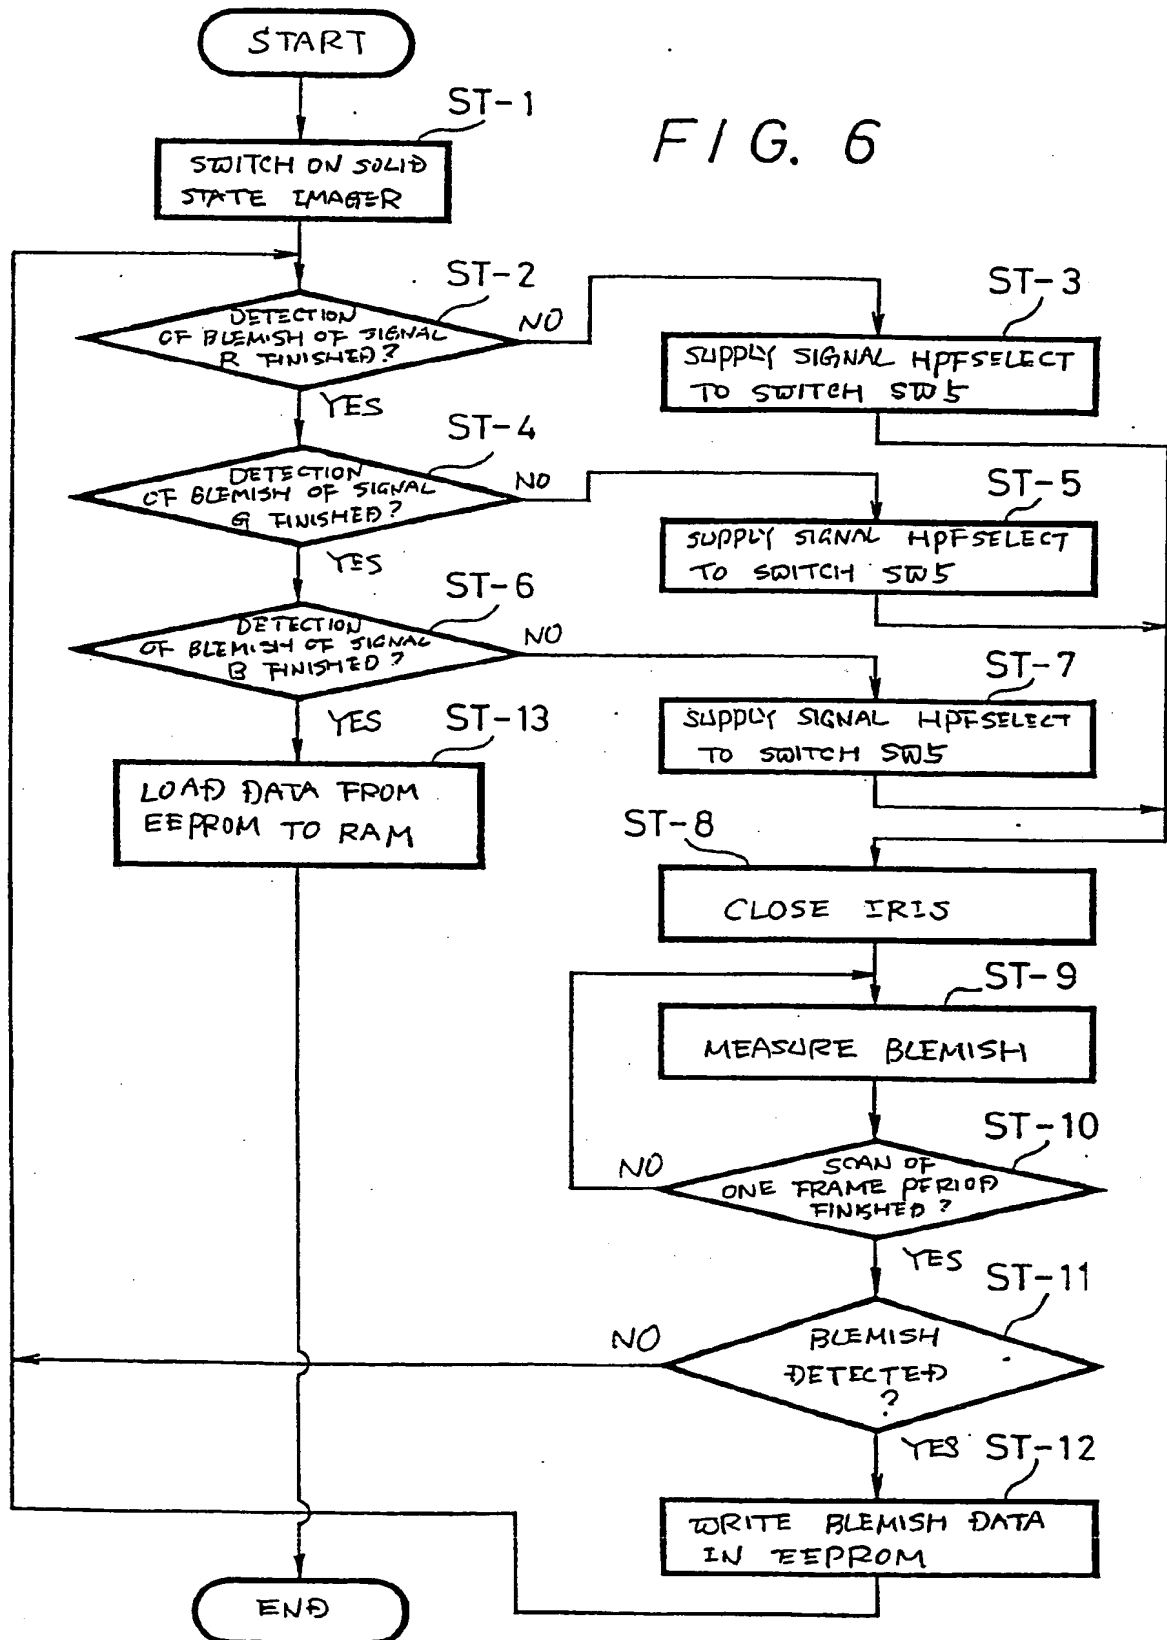 START
FIG. 6
ST-1
SWITCH ON SOLID
STATE IMAGER
ST-2
DETECTION
OF BLEMISH OF SIGNAL
R FINISHED?
NO
YES
ST-3
SUPPLY SIGNAL HPFSELECT
TO SWITCH SW5
ST-4
DETECTION
OF BLEMISH OF SIGNAL
G FINISHED?
NO
YES
ST-5
SUPPLY SIGNAL HPFSELECT
TO SWITCH SW5
ST-6
DETECTION
OF BLEMISH OF SIGNAL
B FINISHED?
NO
YES
ST-7
SUPPLY SIGNAL HPFSELECT
TO SWITCH SW5
ST-13
LOAD DATA FROM
EEPROM TO RAM
ST-8
CLOSE IRIS
ST-9
MEASURE BLEMISH
ST-10
SCAN OF
ONE FRAME PERIOD
FINISHED?
NO
YES
ST-11
BLEMISH
DETECTED
?
NO
YES
ST-12
WRITE BLEMISH DATA
IN EEPROM
END